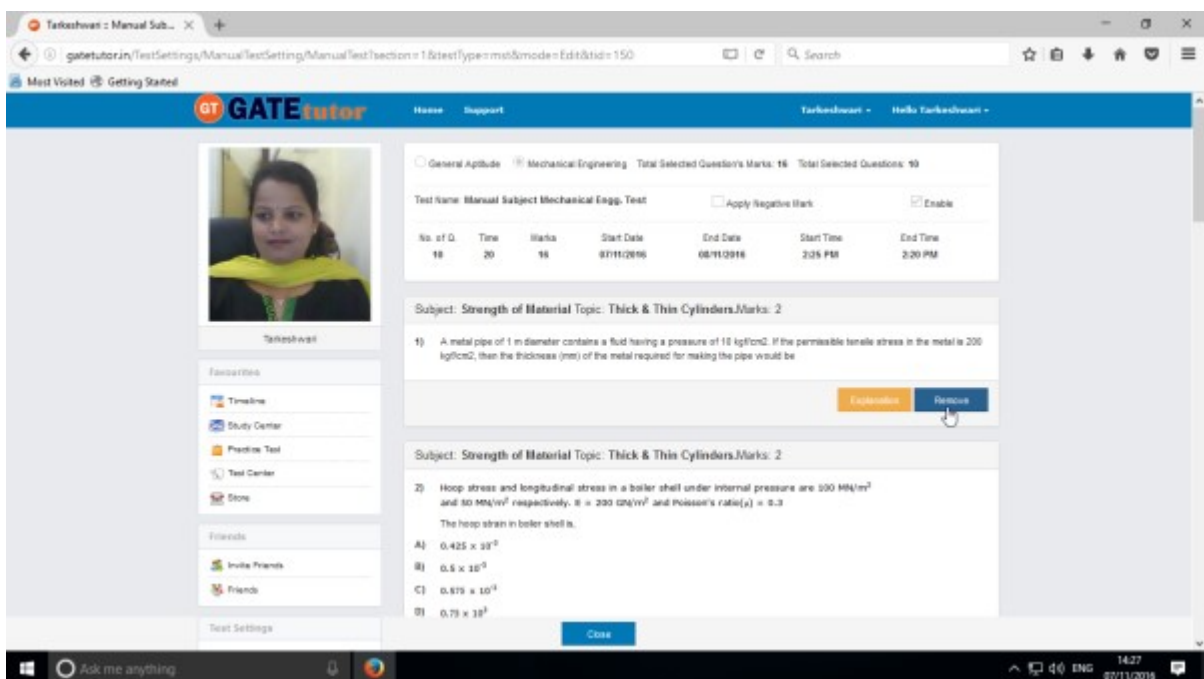 Tarkeshwari :: Manual Sub...
gatetutor.in/TestSettings/ManualTestSetting/ManualTest?section=1&testType=mst&mode=Edit&tid=150
Search
Most Visited Getting Started
GT GATEtutor Home Support Tarkeshwari Hello Tarkeshwari
General Aptitude Mechanical Engineering Total Selected Question's Marks: 16 Total Selected Questions: 10
Test Name: Manual Subject Mechanical Engg. Test Apply Negative Mark Enable
No. of Q. Time Marks Start Date End Date Start Time End Time
10 20 16 07/11/2016 08/11/2016 2:25 PM 2:20 PM
Subject: Strength of Material Topic: Thick & Thin Cylinders.Marks: 2
1) A metal pipe of 1 m diameter contains a fluid having a pressure of 10 kgf/cm2. If the permissible tensile stress in the metal is 200
kgf/cm2, then the thickness (mm) of the metal required for making the pipe would be
Explanation Remove
Subject: Strength of Material Topic: Thick & Thin Cylinders.Marks: 2
2) Hoop stress and longitudinal stress in a boiler shell under internal pressure are 100 MN/m²
and 50 MN/m² respectively. E = 200 GN/m² and Poisson's ratio(μ) = 0.3
The hoop strain in boiler shell is,
A) 0.425 × 10⁻³
B) 0.5 × 10⁻³
C) 0.575 × 10⁻³
D) 0.75 × 10³
Tarkeshwari
Favourites
Timeline
Study Center
Practice Test
Test Center
Store
Friends
Invite Friends
Friends
Test Settings
Close
Ask me anything
ENG
14:27
07/11/2016